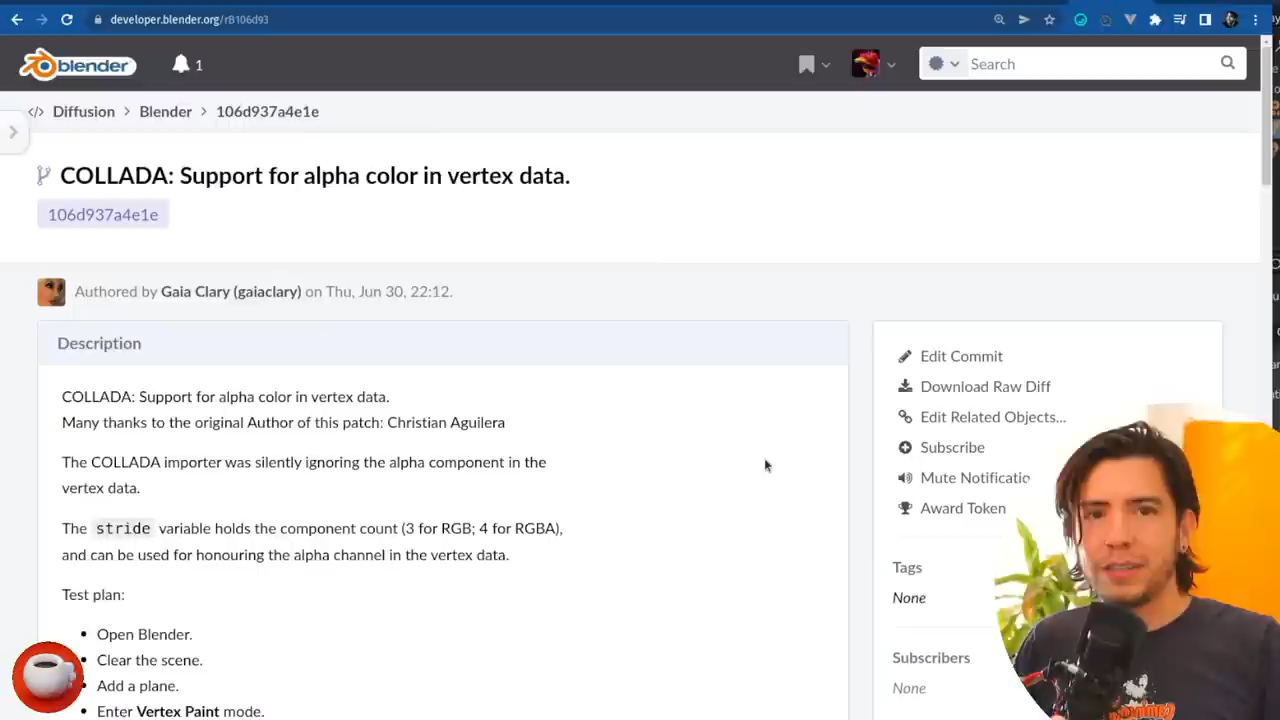 developer.blender.org/rB106d93
blender
1
Search
Diffusion
Blender
106d937a4e1e
COLLADA: Support for alpha color in vertex data.
106d937a4e1e
Authored by Gaia Clary (gaiaclary) on Thu, Jun 30, 22:12.
Description
COLLADA: Support for alpha color in vertex data.
Many thanks to the original Author of this patch: Christian Aguilera
The COLLADA importer was silently ignoring the alpha component in the
vertex data.
The stride variable holds the component count (3 for RGB; 4 for RGBA),
and can be used for honouring the alpha channel in the vertex data.
Test plan:
• Open Blender.
• Clear the scene.
• Add a plane.
• Enter Vertex Paint mode.
Edit Commit
Download Raw Diff
Edit Related Objects...
Subscribe
Mute Notificatio
Award Token
Tags
None
Subscribers
None